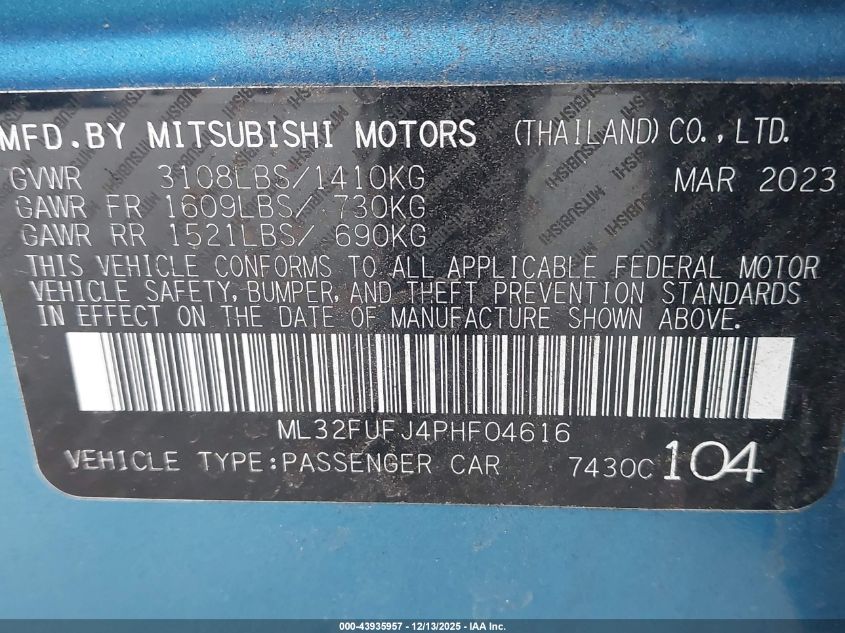 MFD.BY MITSUBISHI MOTORS (THAILAND) CO., LTD.
GVWR 3108LBS/1410KG MAR 2023
GAWR FR 1609LBS/ 730KG
GAWR RR 1521LBS/ 690KG
THIS VEHICLE CONFORMS TO ALL APPLICABLE FEDERAL MOTOR
VEHICLE SAFETY, BUMPER, AND THEFT PREVENTION STANDARDS
IN EFFECT ON THE DATE OF MANUFACTURE SHOWN ABOVE.
ML32FUFJ4PHF04616
VEHICLE TYPE:PASSENGER CAR 7430C 104
000-43935957 - 12/13/2025 - IAA Inc.